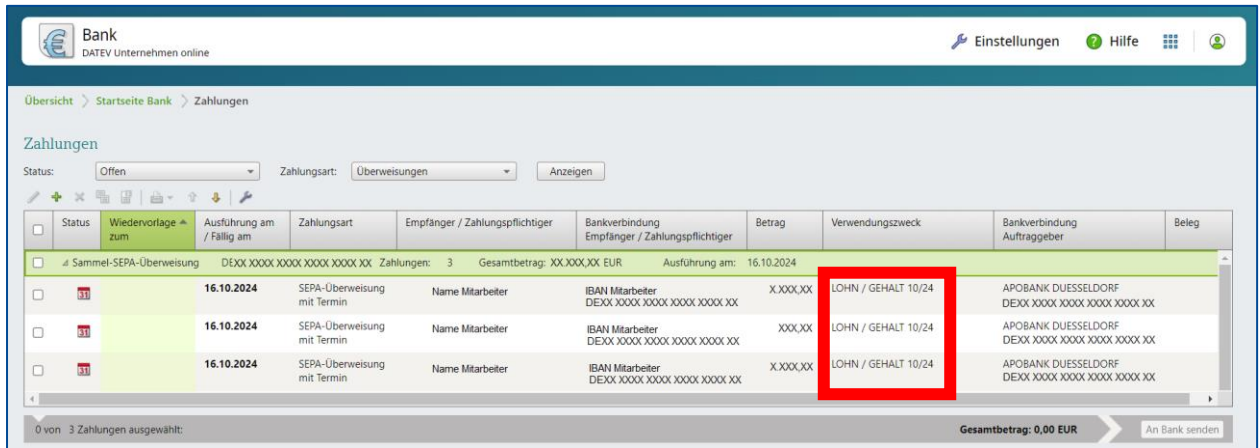 Bank
DATEV Unternehmen online
Einstellungen
Hilfe
Übersicht > Startseite Bank > Zahlungen
Zahlungen
Status: Offen Zahlungsart: Überweisungen Anzeigen
Status Wiedervorlage zum Ausführung am / Fällig am Zahlungsart Empfänger / Zahlungspflichtiger Bankverbindung Empfänger / Zahlungspflichtiger Betrag Verwendungszweck Bankverbindung Auftraggeber Beleg
Sammel-SEPA-Überweisung DEXX XXXX XXXX XXXX XXXX XX Zahlungen: 3 Gesamtbetrag: XX.XXX,XX EUR Ausführung am: 16.10.2024
31 16.10.2024 SEPA-Überweisung mit Termin Name Mitarbeiter IBAN Mitarbeiter DEXX XXXX XXXX XXXX XXXX XX X.XXX,XX LOHN / GEHALT 10/24 APOBANK DUESSELDORF DEXX XXXX XXXX XXXX XXXX XX
31 16.10.2024 SEPA-Überweisung mit Termin Name Mitarbeiter IBAN Mitarbeiter DEXX XXXX XXXX XXXX XXXX XX XXX,XX LOHN / GEHALT 10/24 APOBANK DUESSELDORF DEXX XXXX XXXX XXXX XXXX XX
31 16.10.2024 SEPA-Überweisung mit Termin Name Mitarbeiter IBAN Mitarbeiter DEXX XXXX XXXX XXXX XXXX XX X.XXX,XX LOHN / GEHALT 10/24 APOBANK DUESSELDORF DEXX XXXX XXXX XXXX XXXX XX
0 von 3 Zahlungen ausgewählt: Gesamtbetrag: 0,00 EUR An Bank senden